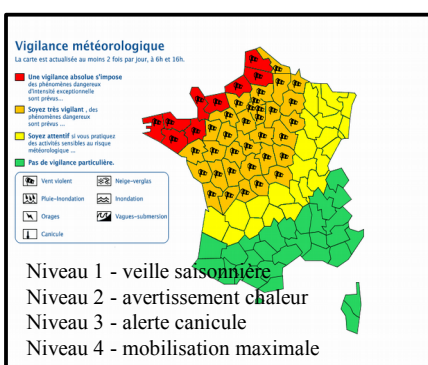 Vigilance météorologique
La carte est actualisée au moins 2 fois par jour, à 6h et 16h.
Une vigilance absolue s'impose
des phénomènes dangereux
d'intensité exceptionnelle
sont prévus...
Soyez très vigilant, des
phénomènes dangereux
sont prévus ...
Soyez attentif si vous pratiquez
des activités sensibles au risque
météorologique ...
Pas de vigilance particulière.
Vent violent
Neige-verglas
Pluie-Inondation
Inondation
Orages
Vagues-submersion
Canicule
Niveau 1 - veille saisonnière
Niveau 2 - avertissement chaleur
Niveau 3 - alerte canicule
Niveau 4 - mobilisation maximale